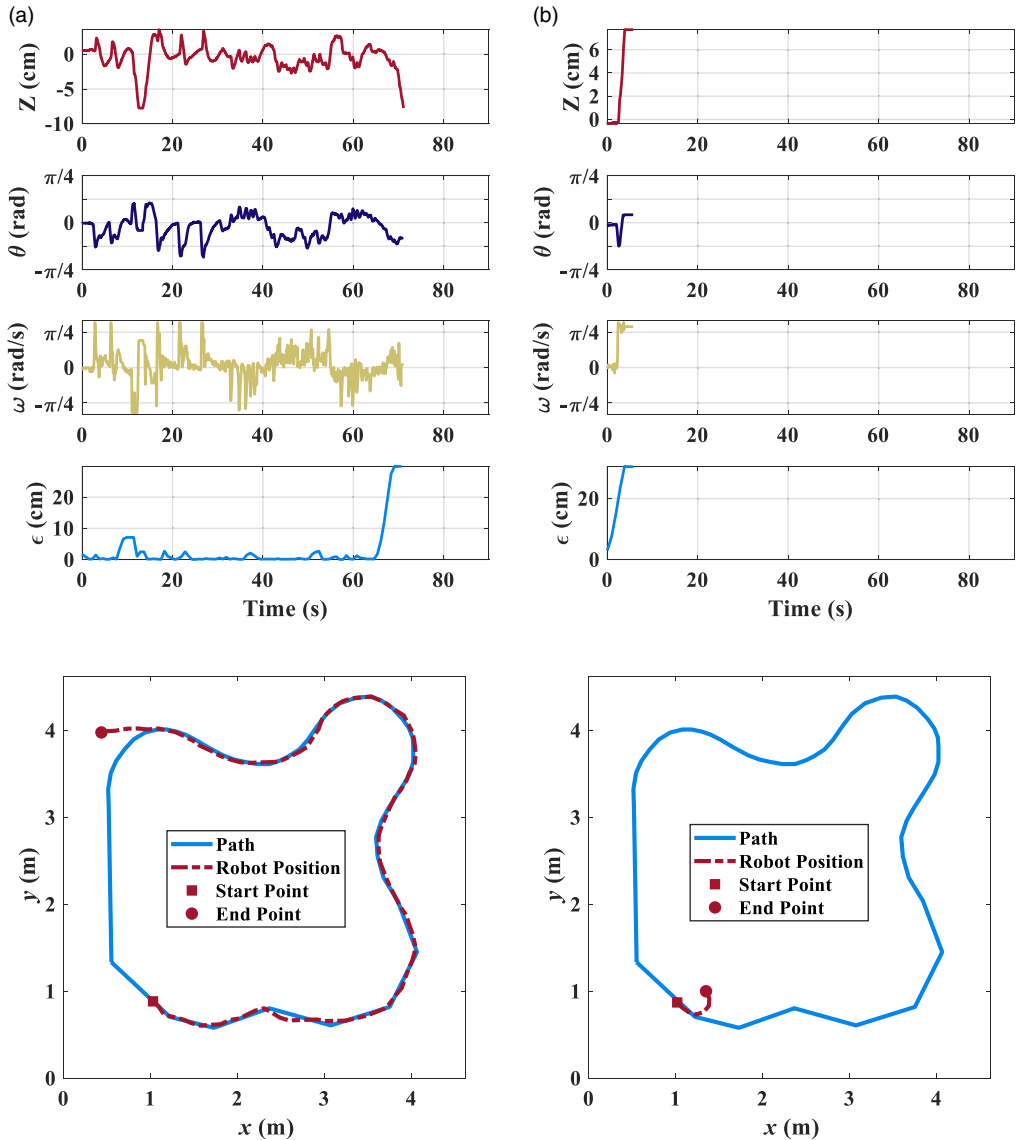 (a)
Z (cm)
0
-5
-10
0 20 40 60 80
θ (rad)
π/4
0
-π/4
0 20 40 60 80
ω (rad/s)
π/4
0
-π/4
0 20 40 60 80
ϵ (cm)
20
10
0
0 20 40 60 80
Time (s)
(b)
Z (cm)
6
4
2
0
0 20 40 60 80
θ (rad)
π/4
0
-π/4
0 20 40 60 80
ω (rad/s)
π/4
0
-π/4
0 20 40 60 80
ϵ (cm)
20
0
0 20 40 60 80
Time (s)
y (m)
4
3
2
1
0
Path
Robot Position
Start Point
End Point
0 1 2 3 4
x (m)
y (m)
4
3
2
1
0
Path
Robot Position
Start Point
End Point
0 1 2 3 4
x (m)